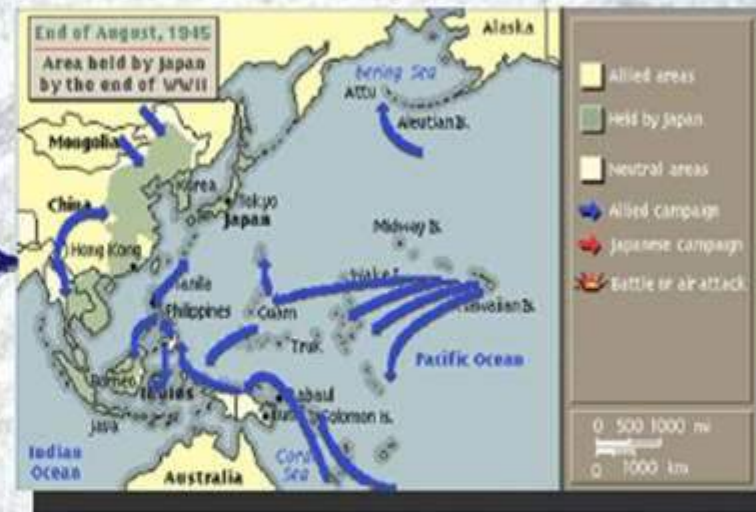 End of August, 1945
Area held by Japan
by the end of WWII
Alaska
Bering Sea
Attu
Aleutian Is.
Mongolia
China
Korea
Tokyo
Japan
Hong Kong
Midway Is.
Wake I.
Hawaiian Is.
Manila
Philippines
Guam
Truk
Pacific Ocean
Borneo
Indies
Rabaul
Solomon Is.
Java
Indian
Ocean
Australia
Coral
Sea
Allied areas
Held by Japan
Neutral areas
Allied campaign
Japanese campaign
Battle or air attack
0 500 1000 mi
0 1000 km